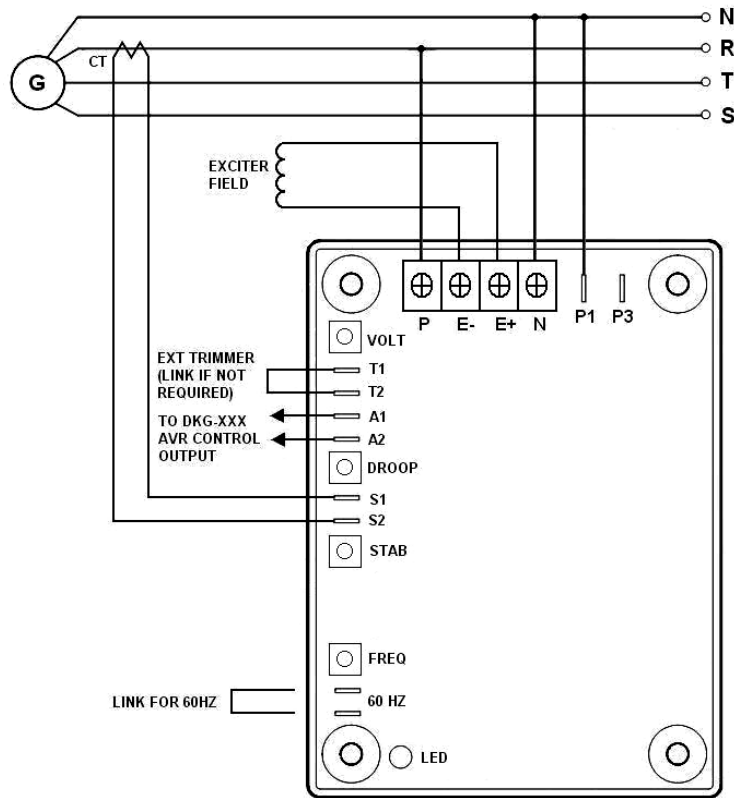 N
R
T
S
G
CT
EXCITER
FIELD
P
E-
E+
N
P1
P3
VOLT
EXT TRIMMER
(LINK IF NOT
REQUIRED)
T1
T2
TO DKG-XXX
AVR CONTROL
OUTPUT
A1
A2
DROOP
S1
S2
STAB
FREQ
LINK FOR 60HZ
60 HZ
LED